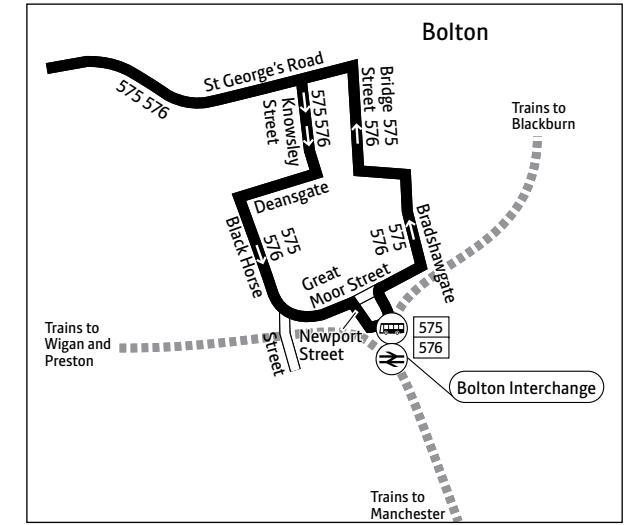 Bolton
St George's Road
575 576
575 576
Knowsley
Street
Bridge 575
Street 576
Trains to
Blackburn
Deansgate
Black Horse
Street
575
576
Great
Moor Street
575
576
Bradshawgate
Trains to
Wigan and
Preston
Newport
Street
575
576
Bolton Interchange
Trains to
Manchester